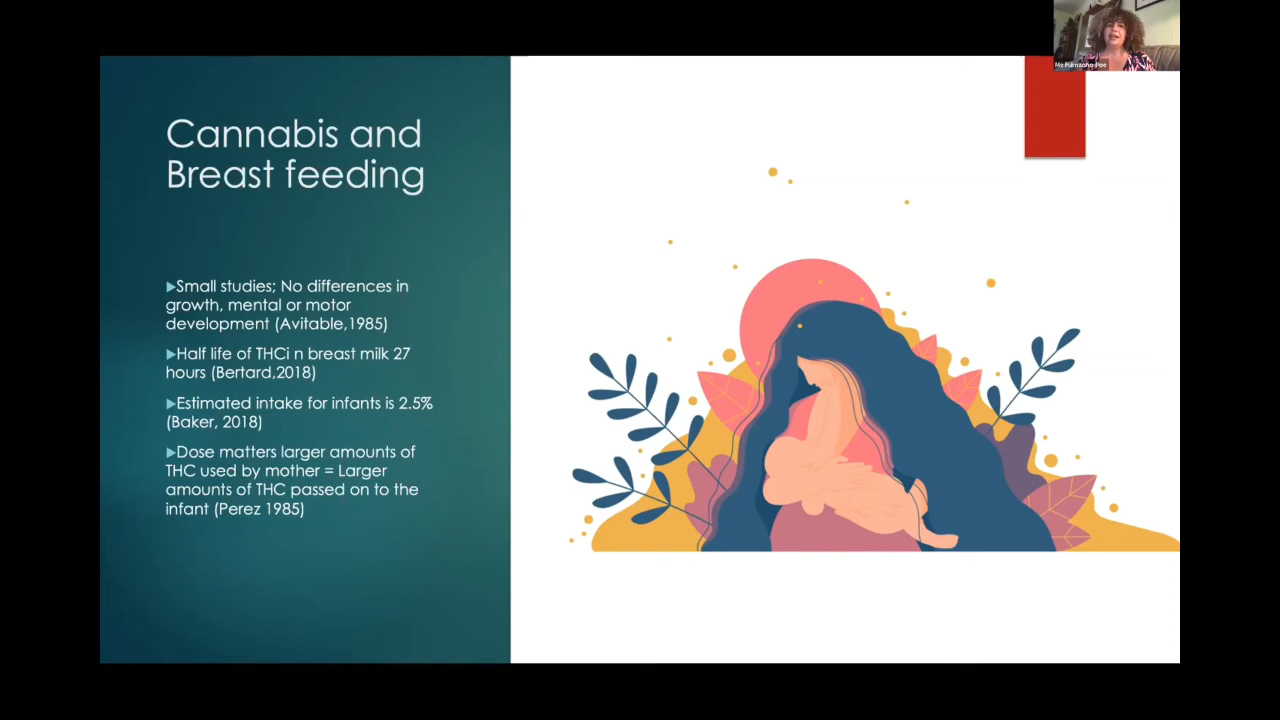 Cannabis and
Breast feeding
Small studies; No differences in
growth, mental or motor
development (Avitable,1985)
Half life of THCi n breast milk 27
hours (Bertard,2018)
Estimated intake for infants is 2.5%
(Baker, 2018)
Dose matters larger amounts of
THC used by mother = Larger
amounts of THC passed on to the
infant (Perez 1985)